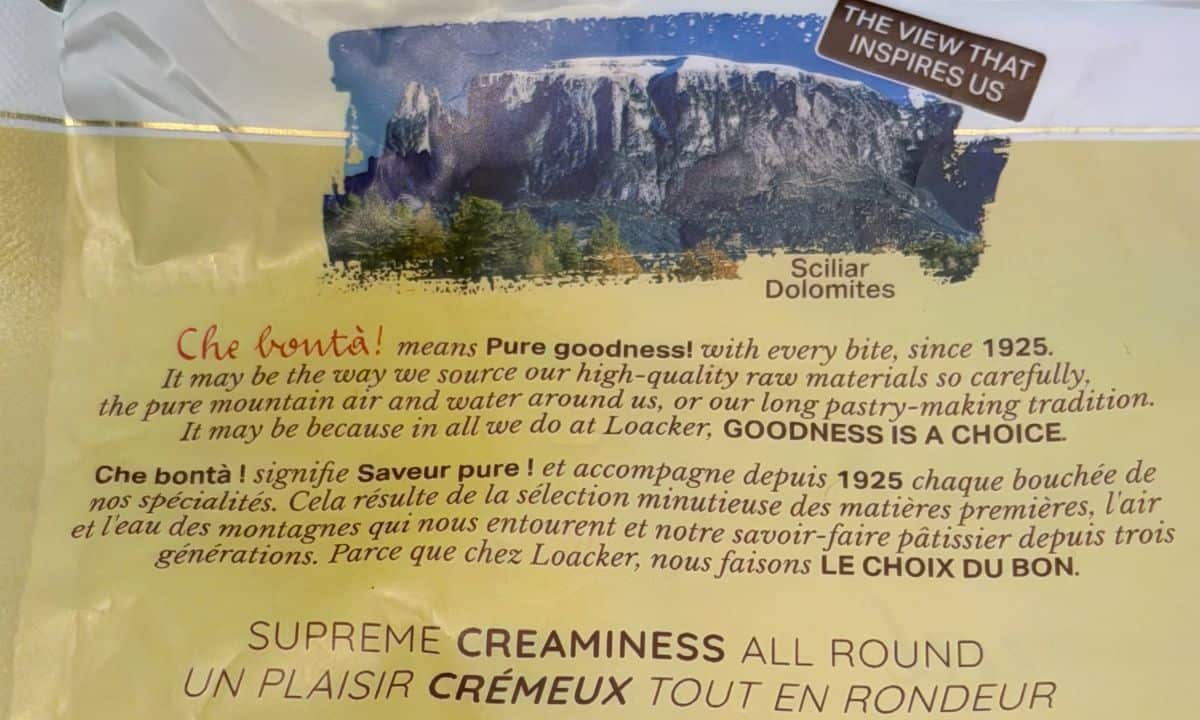 THE VIEW THAT
INSPIRES US
Sciliar
Dolomites
Che bontà! means Pure goodness! with every bite, since 1925.
It may be the way we source our high-quality raw materials so carefully,
the pure mountain air and water around us, or our long pastry-making tradition.
It may be because in all we do at Loacker, GOODNESS IS A CHOICE.
Che bontà ! signifie Saveur pure ! et accompagne depuis 1925 chaque bouchée de
nos spécialités. Cela résulte de la sélection minutieuse des matières premières, l'air
et l'eau des montagnes qui nous entourent et notre savoir-faire pâtissier depuis trois
générations. Parce que chez Loacker, nous faisons LE CHOIX DU BON.
SUPREME CREAMINESS ALL ROUND
UN PLAISIR CRÉMEUX TOUT EN RONDEUR